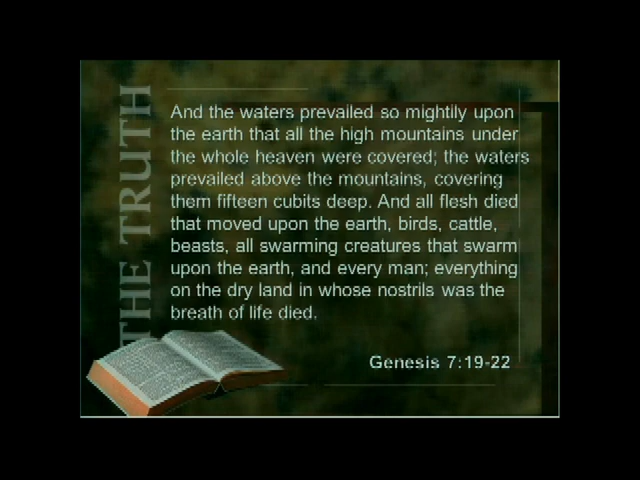 THE TRUTH
And the waters prevailed so mightily upon
the earth that all the high mountains under
the whole heaven were covered; the waters
prevailed above the mountains, covering
them fifteen cubits deep. And all flesh died
that moved upon the earth, birds, cattle,
beasts, all swarming creatures that swarm
upon the earth, and every man; everything
on the dry land in whose nostrils was the
breath of life died.
Genesis 7:19-22